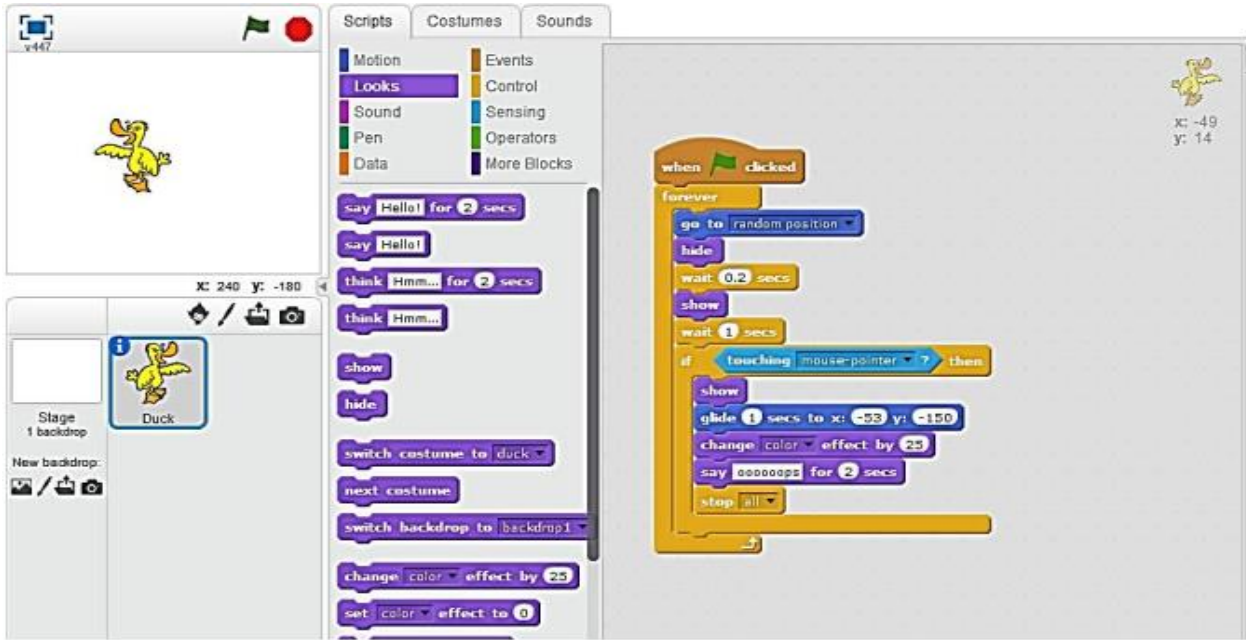 v447
x: 240 y: -180
Stage
1 backdrop
New backdrop:
Duck
Scripts Costumes Sounds
Motion Events
Looks Control
Sound Sensing
Pen Operators
Data More Blocks
say Hello! for 2 secs
say Hello!
think Hmm... for 2 secs
think Hmm...
show
hide
switch costume to duck
next costume
switch backdrop to backdrop1
change color effect by 25
set color effect to 0
x: -49
y: 14
when clicked
forever
go to random position
hide
wait 0.2 secs
show
wait 1 secs
if touching mouse-pointer ? then
show
glide 1 secs to x: -53 y: -150
change color effect by 25
say oooooops for 2 secs
stop all